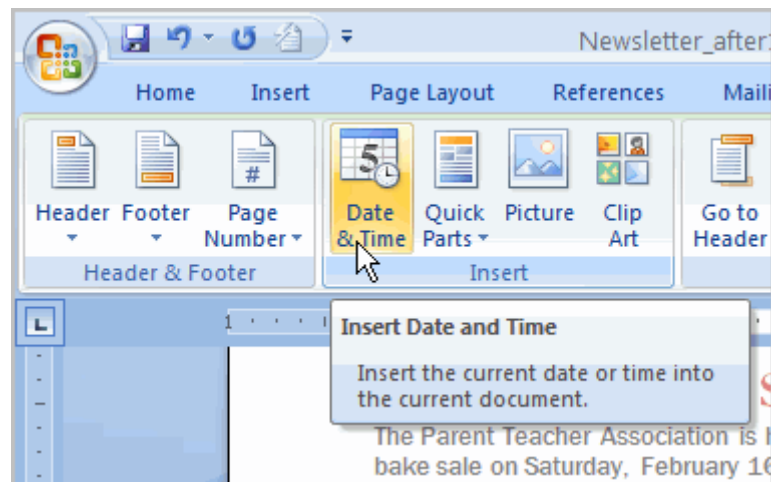 Newsletter_after
Home Insert Page Layout References Maili
5
#
Header Footer Page Number Date & Time Quick Parts Picture Clip Art Go to Header
Header & Footer Insert
L
1
Insert Date and Time
Insert the current date or time into
the current document.
S
The Parent Teacher Association is h
bake sale on Saturday, February 16